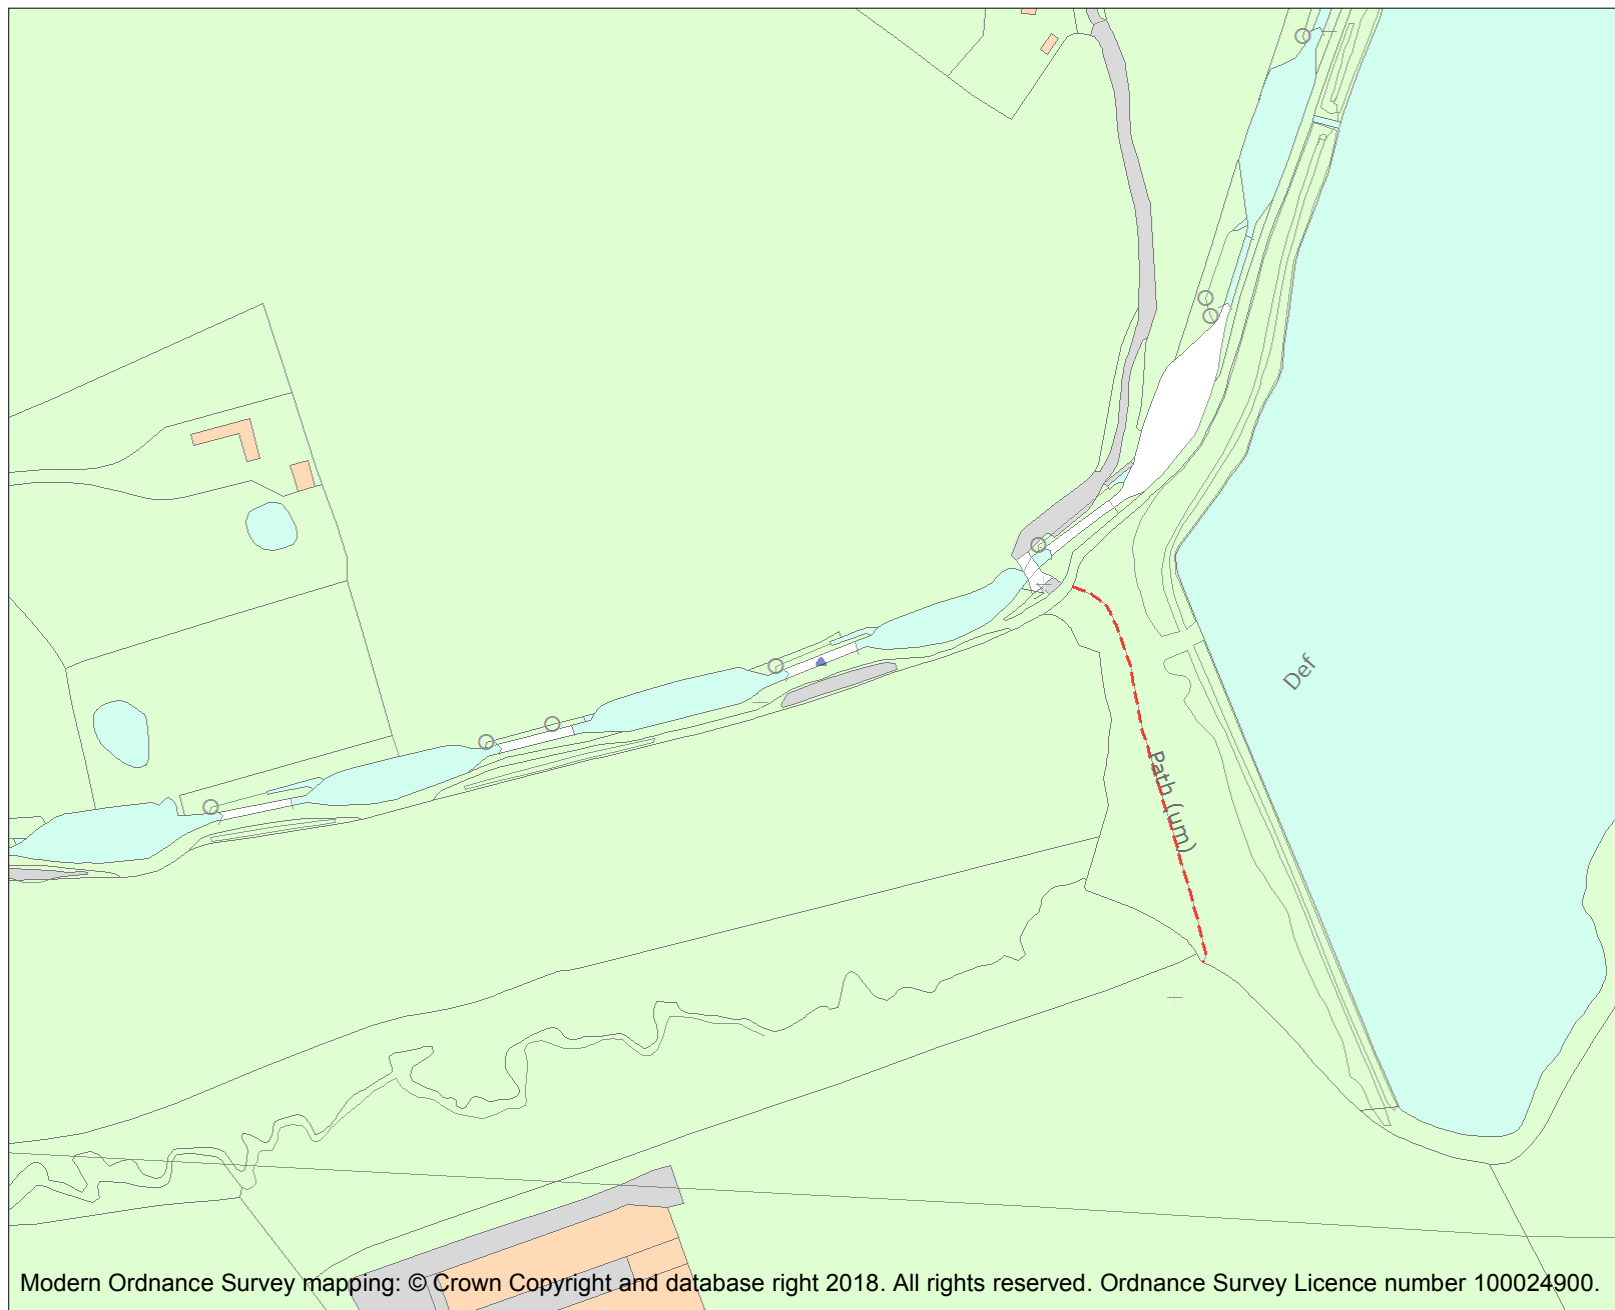 Def
Path (um)
Modern Ordnance Survey mapping: © Crown Copyright and database right 2018. All rights reserved. Ordnance Survey Licence number 100024900.